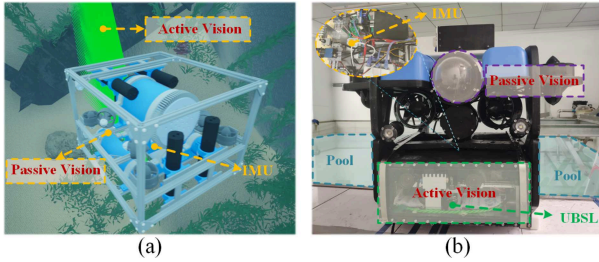 Active Vision
Passive Vision
IMU
(a)
IMU
Passive Vision
Pool
Pool
Active Vision
UBSL
(b)